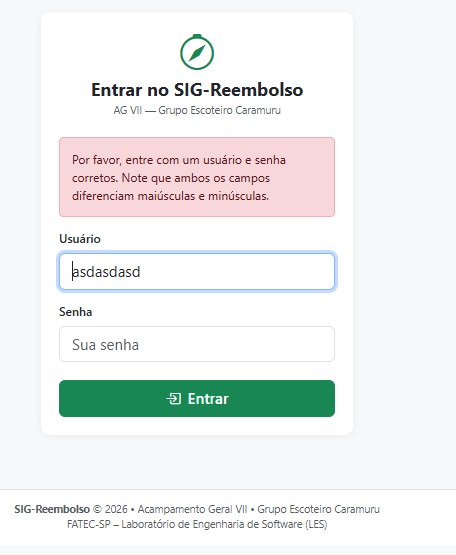 Entrar no SIG-Reembolso
AG VII — Grupo Escoteiro Caramuru
Por favor, entre com um usuário e senha
corretos. Note que ambos os campos
diferenciam maiúsculas e minúsculas.
Usuário
asdasdasd
Senha
Sua senha
Entrar
SIG-Reembolso © 2026 • Acampamento Geral VII • Grupo Escoteiro Caramuru
FATEC-SP – Laboratório de Engenharia de Software (LES)